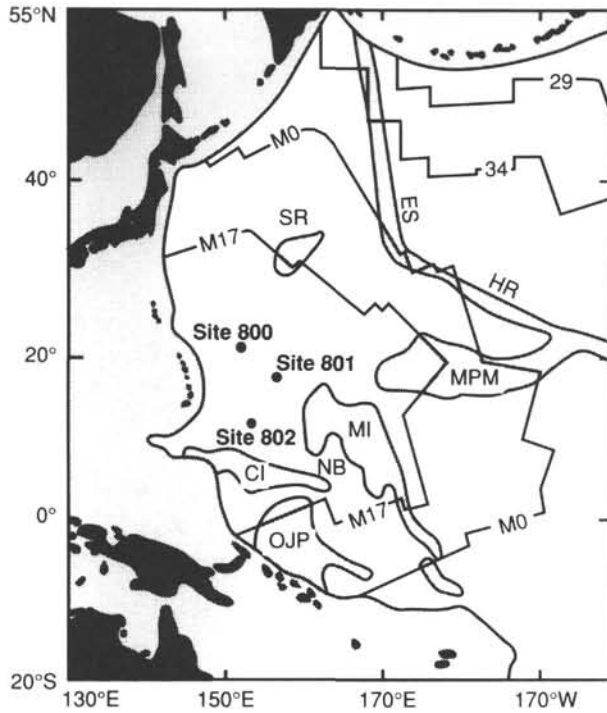 55°N
29
M0
34
40°
ES
SR
M17
HR
Site 800
20°
Site 801
MPM
Site 802
MI
CI
NB
M17
M0
0°
OJP
20°S
130°E
150°E
170°E
170°W